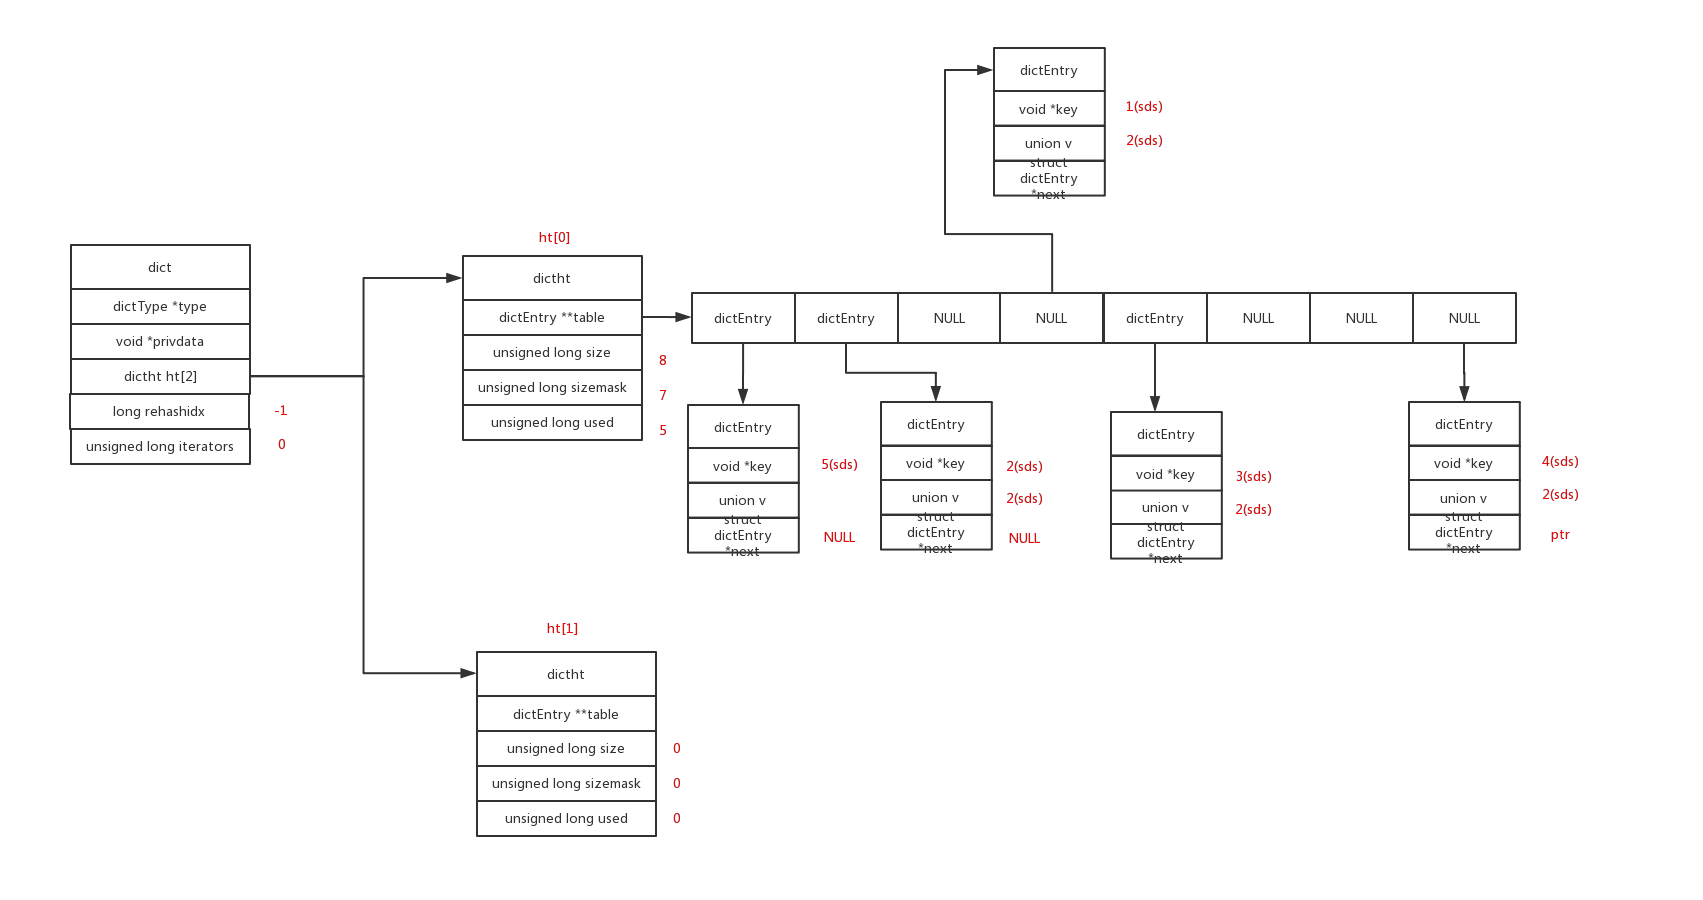 dictEntry
void *key
1(sds)
union v
2(sds)
struct
dictEntry
*next
dict
dictType *type
void *privdata
dictht ht[2]
long rehashidx
-1
unsigned long iterators
0
ht[0]
dictht
dictEntry **table
unsigned long size
8
unsigned long sizemask
7
unsigned long used
5
dictEntry
dictEntry
NULL
NULL
dictEntry
NULL
NULL
NULL
dictEntry
void *key
5(sds)
union v
struct
dictEntry
*next
NULL
dictEntry
void *key
2(sds)
union v
2(sds)
struct
dictEntry
*next
NULL
dictEntry
void *key
3(sds)
union v
2(sds)
struct
dictEntry
*next
dictEntry
void *key
4(sds)
union v
2(sds)
struct
dictEntry
*next
ptr
ht[1]
dictht
dictEntry **table
unsigned long size
0
unsigned long sizemask
0
unsigned long used
0